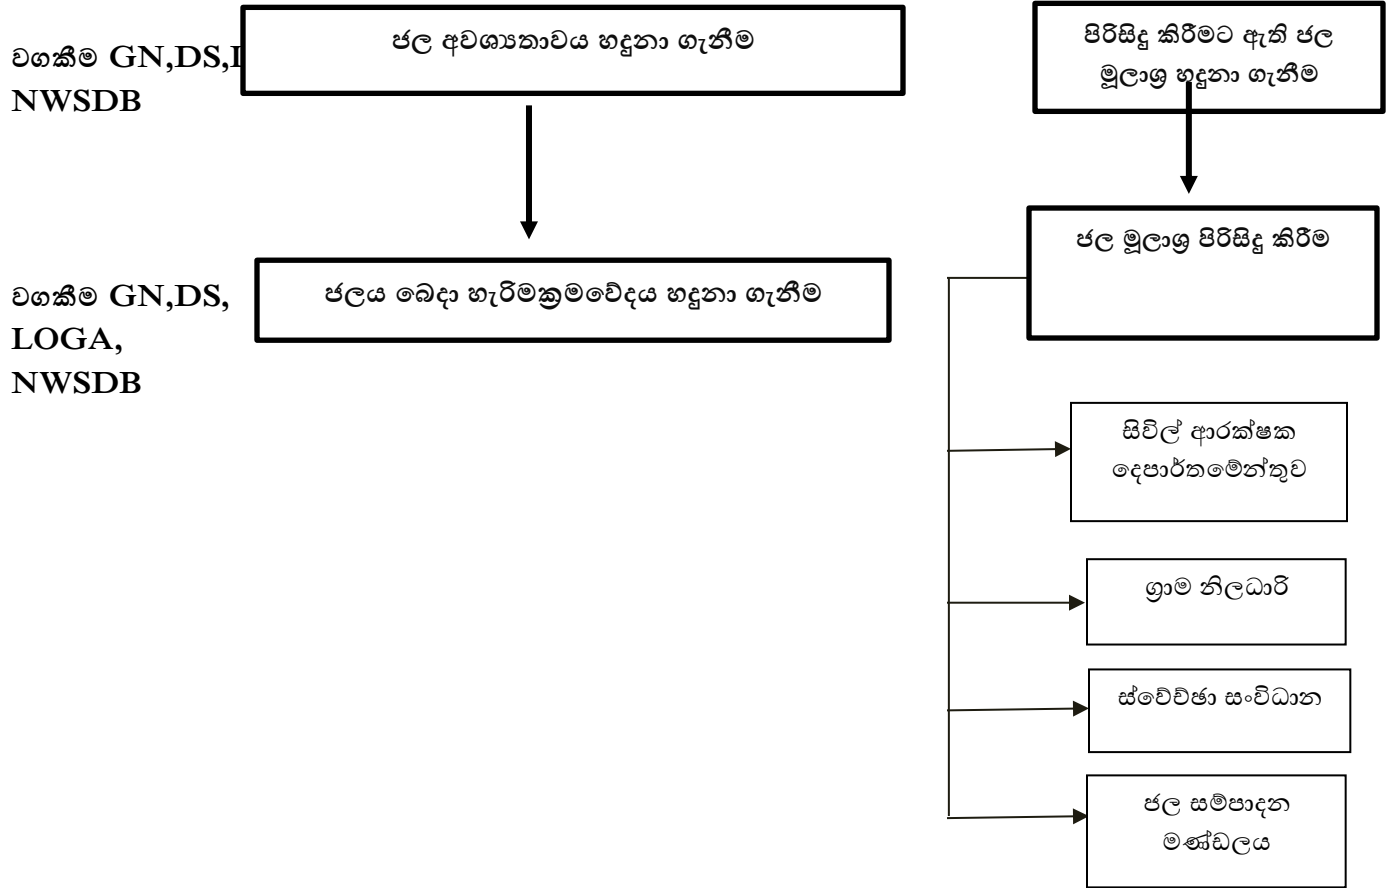 ජල අවශ්‍යතාවය හඳුනා ගැනීම
වගකීම GN,DS,
NWSDB
පිරිසිදු කිරීමට ඇති ජල
මූලාශ්‍ර හදුනා ගැනීම
ජලය බෙදා හැරිමක්‍රමවේදය හදුනා ගැනීම
වගකීම GN,DS,
LOGA,
NWSDB
ජල මූලාශ්‍ර පිරිසිදු කිරීම
සිවිල් ආරක්ෂක
දෙපාර්තමේන්තුව
ග්‍රාම නිලධාරි
ස්වේච්ඡා සංවිධාන
ජල සම්පාදන
මණ්ඩලය